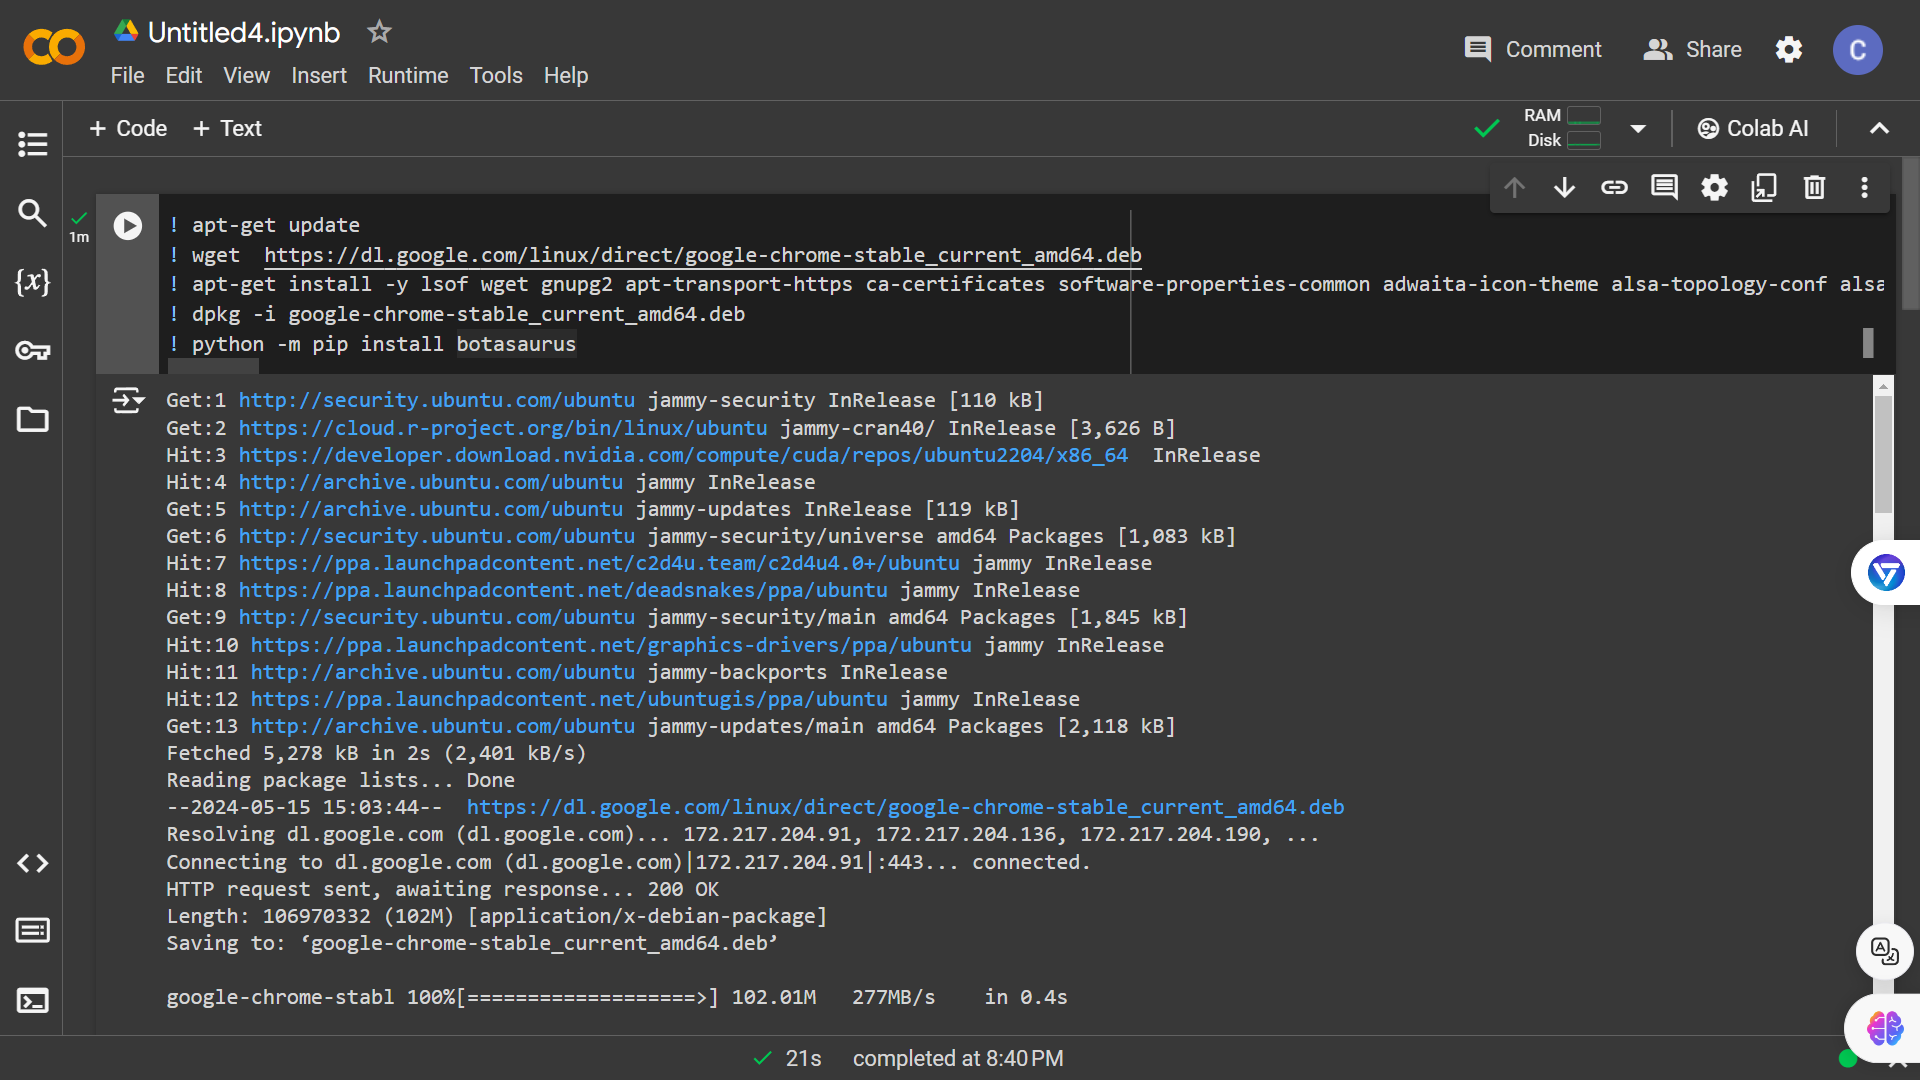 Untitled4.ipynb
File Edit View Insert Runtime Tools Help
Comment
Share
C
+ Code + Text
RAM
Disk
Colab AI
{x}
1m
! apt-get update
! wget  https://dl.google.com/linux/direct/google-chrome-stable_current_amd64.deb
! apt-get install -y lsof wget gnupg2 apt-transport-https ca-certificates software-properties-common adwaita-icon-theme alsa-topology-conf alsa
! dpkg -i google-chrome-stable_current_amd64.deb
! python -m pip install botasaurus
Get:1 http://security.ubuntu.com/ubuntu jammy-security InRelease [110 kB]
Get:2 https://cloud.r-project.org/bin/linux/ubuntu jammy-cran40/ InRelease [3,626 B]
Hit:3 https://developer.download.nvidia.com/compute/cuda/repos/ubuntu2204/x86_64  InRelease
Hit:4 http://archive.ubuntu.com/ubuntu jammy InRelease
Get:5 http://archive.ubuntu.com/ubuntu jammy-updates InRelease [119 kB]
Get:6 http://security.ubuntu.com/ubuntu jammy-security/universe amd64 Packages [1,083 kB]
Hit:7 https://ppa.launchpadcontent.net/c2d4u.team/c2d4u4.0+/ubuntu jammy InRelease
Hit:8 https://ppa.launchpadcontent.net/deadsnakes/ppa/ubuntu jammy InRelease
Get:9 http://security.ubuntu.com/ubuntu jammy-security/main amd64 Packages [1,845 kB]
Hit:10 https://ppa.launchpadcontent.net/graphics-drivers/ppa/ubuntu jammy InRelease
Hit:11 http://archive.ubuntu.com/ubuntu jammy-backports InRelease
Hit:12 https://ppa.launchpadcontent.net/ubuntugis/ppa/ubuntu jammy InRelease
Get:13 http://archive.ubuntu.com/ubuntu jammy-updates/main amd64 Packages [2,118 kB]
Fetched 5,278 kB in 2s (2,401 kB/s)
Reading package lists... Done
--2024-05-15 15:03:44--  https://dl.google.com/linux/direct/google-chrome-stable_current_amd64.deb
Resolving dl.google.com (dl.google.com)... 172.217.204.91, 172.217.204.136, 172.217.204.190, ...
Connecting to dl.google.com (dl.google.com)|172.217.204.91|:443... connected.
HTTP request sent, awaiting response... 200 OK
Length: 106970332 (102M) [application/x-debian-package]
Saving to: ‘google-chrome-stable_current_amd64.deb’
google-chrome-stabl 100%[===================>] 102.01M   277MB/s    in 0.4s
21s completed at 8:40 PM